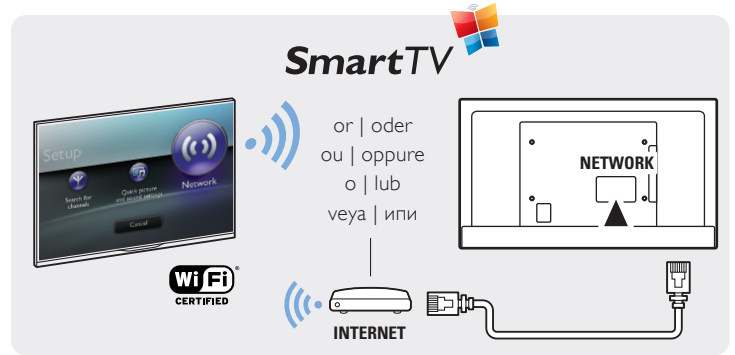 SmartTV
Setup
Search for
channels
Quick picture
and sound settings
Network
Cancel
or | oder
ou | oppure
o | lub
veya | ипи
NETWORK
Wi Fi®
CERTIFIED
INTERNET